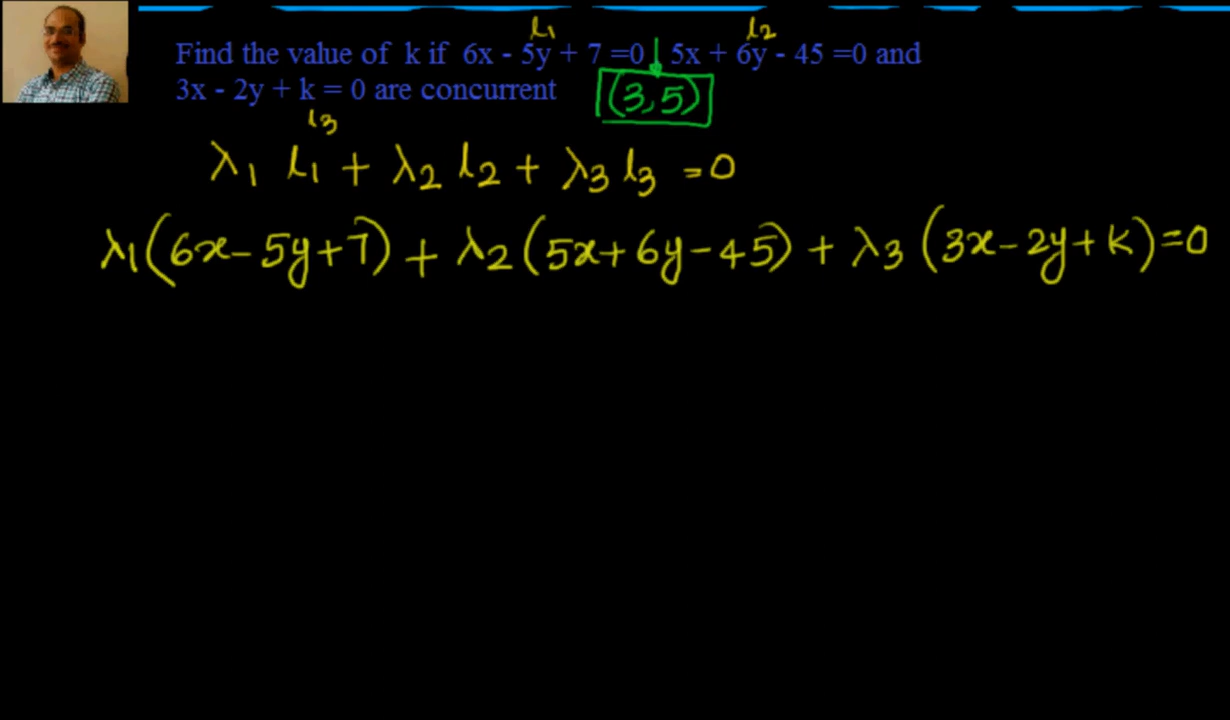 l1 l2
Find the value of k if 6x - 5y + 7 =0 5x + 6y - 45 =0 and
3x - 2y + k = 0 are concurrent (3,5)
l3
λ1 l1 + λ2 l2 + λ3 l3 =0
λ1(6x-5y+7) + λ2(5x+6y-45) + λ3(3x-2y+k)=0